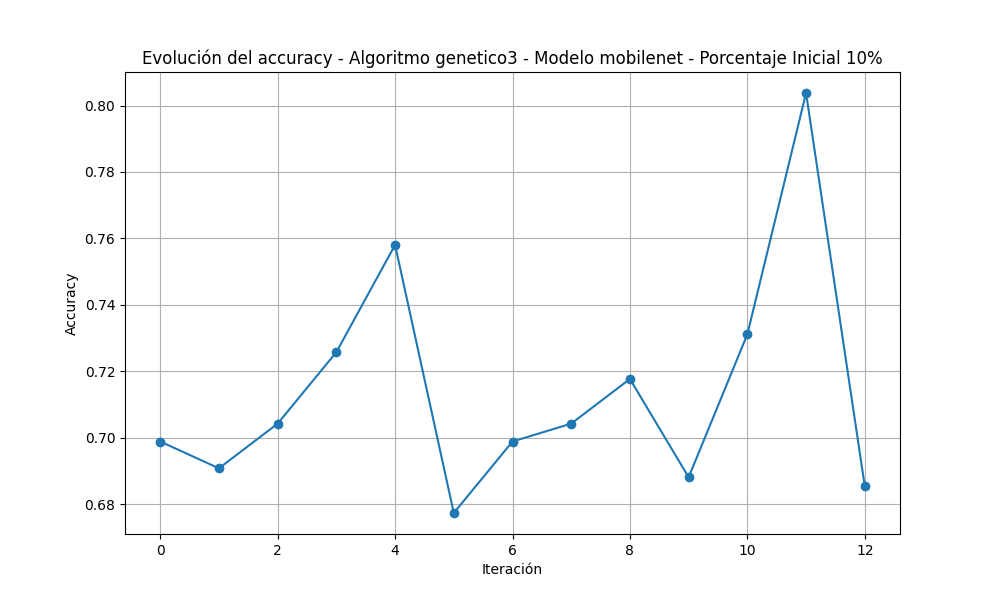 Evolución del accuracy - Algoritmo genetico3 - Modelo mobilenet - Porcentaje Inicial 10%
Accuracy
0.80
0.78
0.76
0.74
0.72
0.70
0.68
0 2 4 6 8 10 12
Iteración